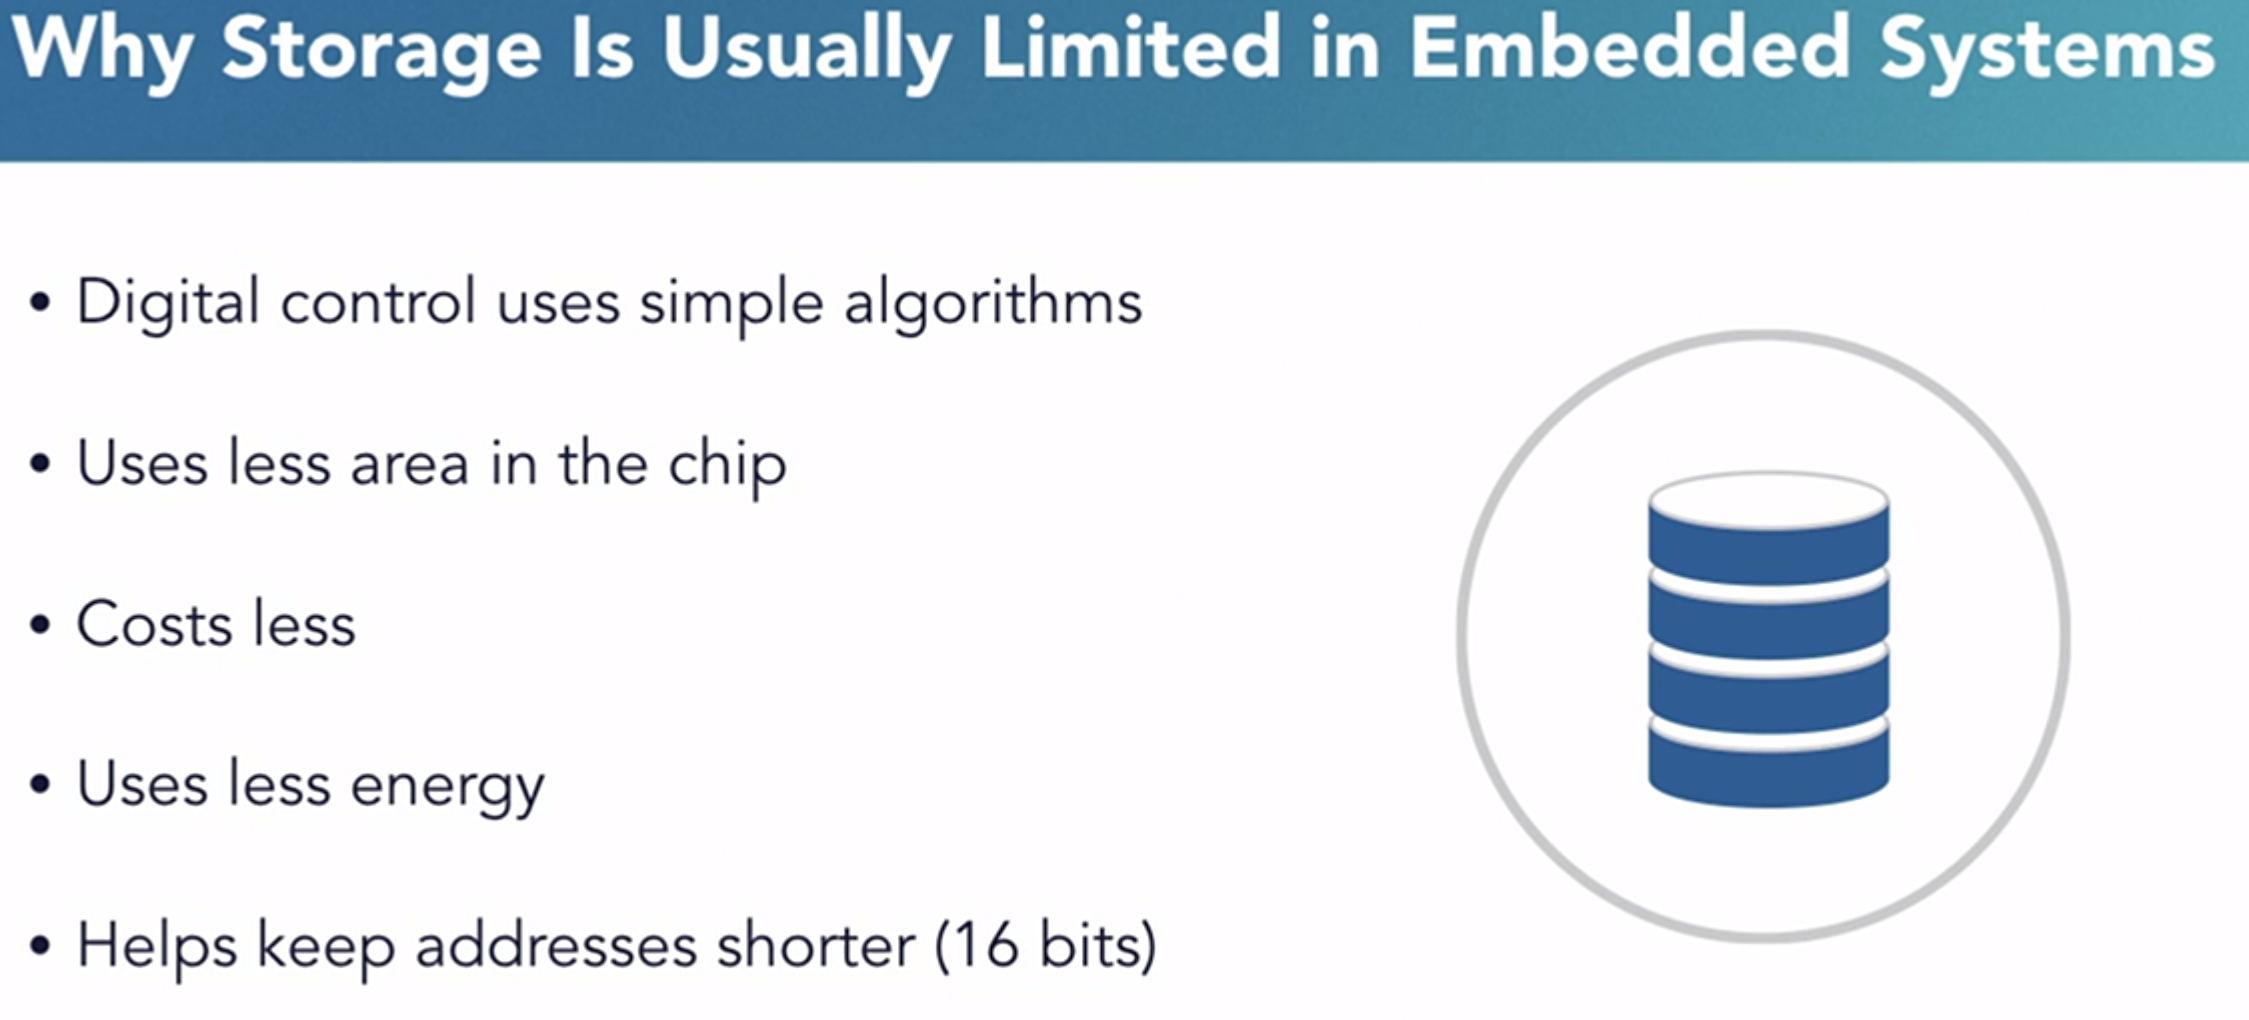 Why Storage Is Usually Limited in Embedded Systems
• Digital control uses simple algorithms
• Uses less area in the chip
• Costs less
• Uses less energy
• Helps keep addresses shorter (16 bits)